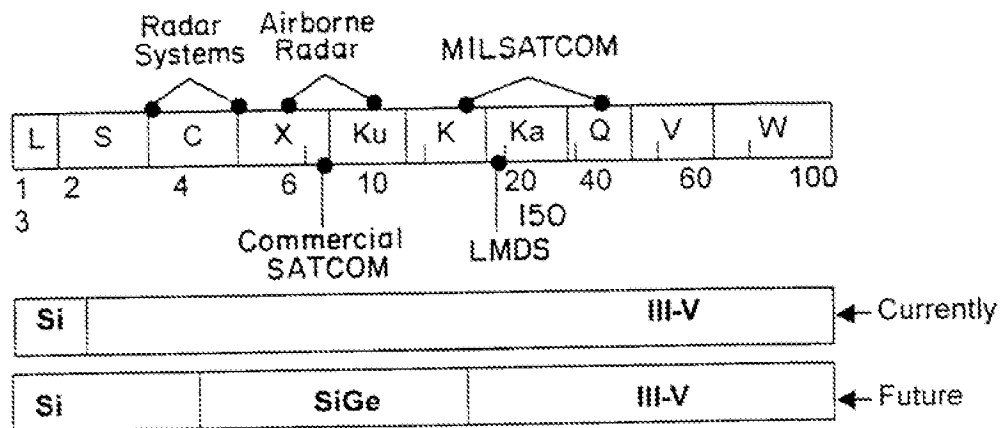 Radar Systems
Airborne Radar
MILSATCOM
L S C X Ku K Ka Q V W
1 2 4 6 10 20 40 60 100
3 150
Commercial SATCOM
LMDS
Si III-V Currently
Si SiGe III-V Future